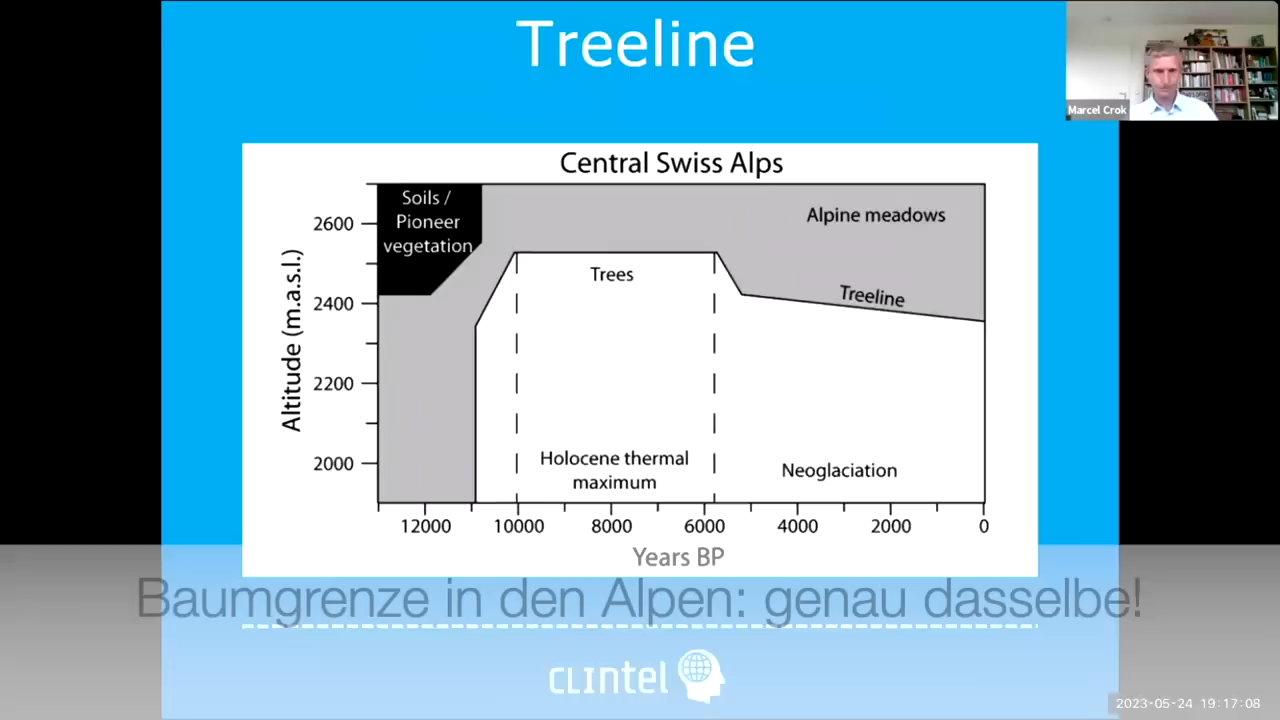 Treeline
Marcel Crok
Central Swiss Alps
Soils /
Pioneer
vegetation
Alpine meadows
Trees
Treeline
Holocene thermal
maximum
Neoglaciation
Altitude (m.a.s.l.)
2600
2400
2200
2000
12000 10000 8000 6000 4000 2000 0
Years BP
Baumgrenze in den Alpen: genau dasselbe!
CLINTEL
2023-05-24 19:17:08